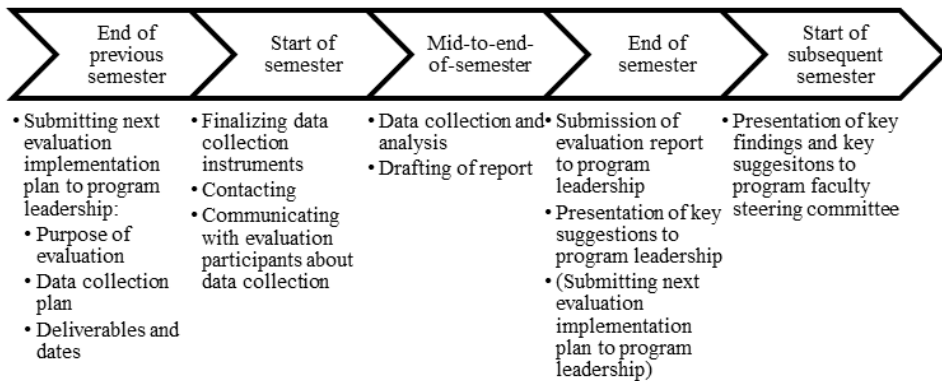 End of
previous
semester
Start of
semester
Mid-to-end-
of-semester
End of
semester
Start of
subsequent
semester
• Submitting next
evaluation
implementation
plan to program
leadership:
• Purpose of
evaluation
• Data collection
plan
• Deliverables and
dates
• Finalizing data
collection
instruments
• Contacting
• Communicating
with evaluation
participants about
data collection
• Data collection and
analysis
• Drafting of report
• Submission of
evaluation report
to program
leadership
• Presentation of key
suggestions to
program leadership
• (Submitting next
evaluation
implementation
plan to program
leadership)
• Presentation of key
findings and key
suggesitons to
program faculty
steering committee